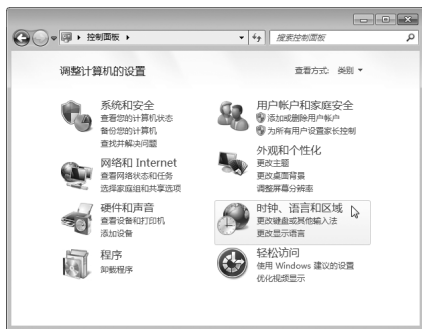 控制面板
搜索控制面板
调整计算机的设置
查看方式: 类别
系统和安全
查看您的计算机状态
备份您的计算机
查找并解决问题
网络和 Internet
查看网络状态和任务
选择家庭组和共享选项
硬件和声音
查看设备和打印机
添加设备
程序
卸载程序
用户帐户和家庭安全
添加或删除用户帐户
为所有用户设置家长控制
外观和个性化
更改主题
更改桌面背景
调整屏幕分辨率
时钟、语言和区域
更改键盘或其他输入法
更改显示语言
轻松访问
使用 Windows 建议的设置
优化视频显示